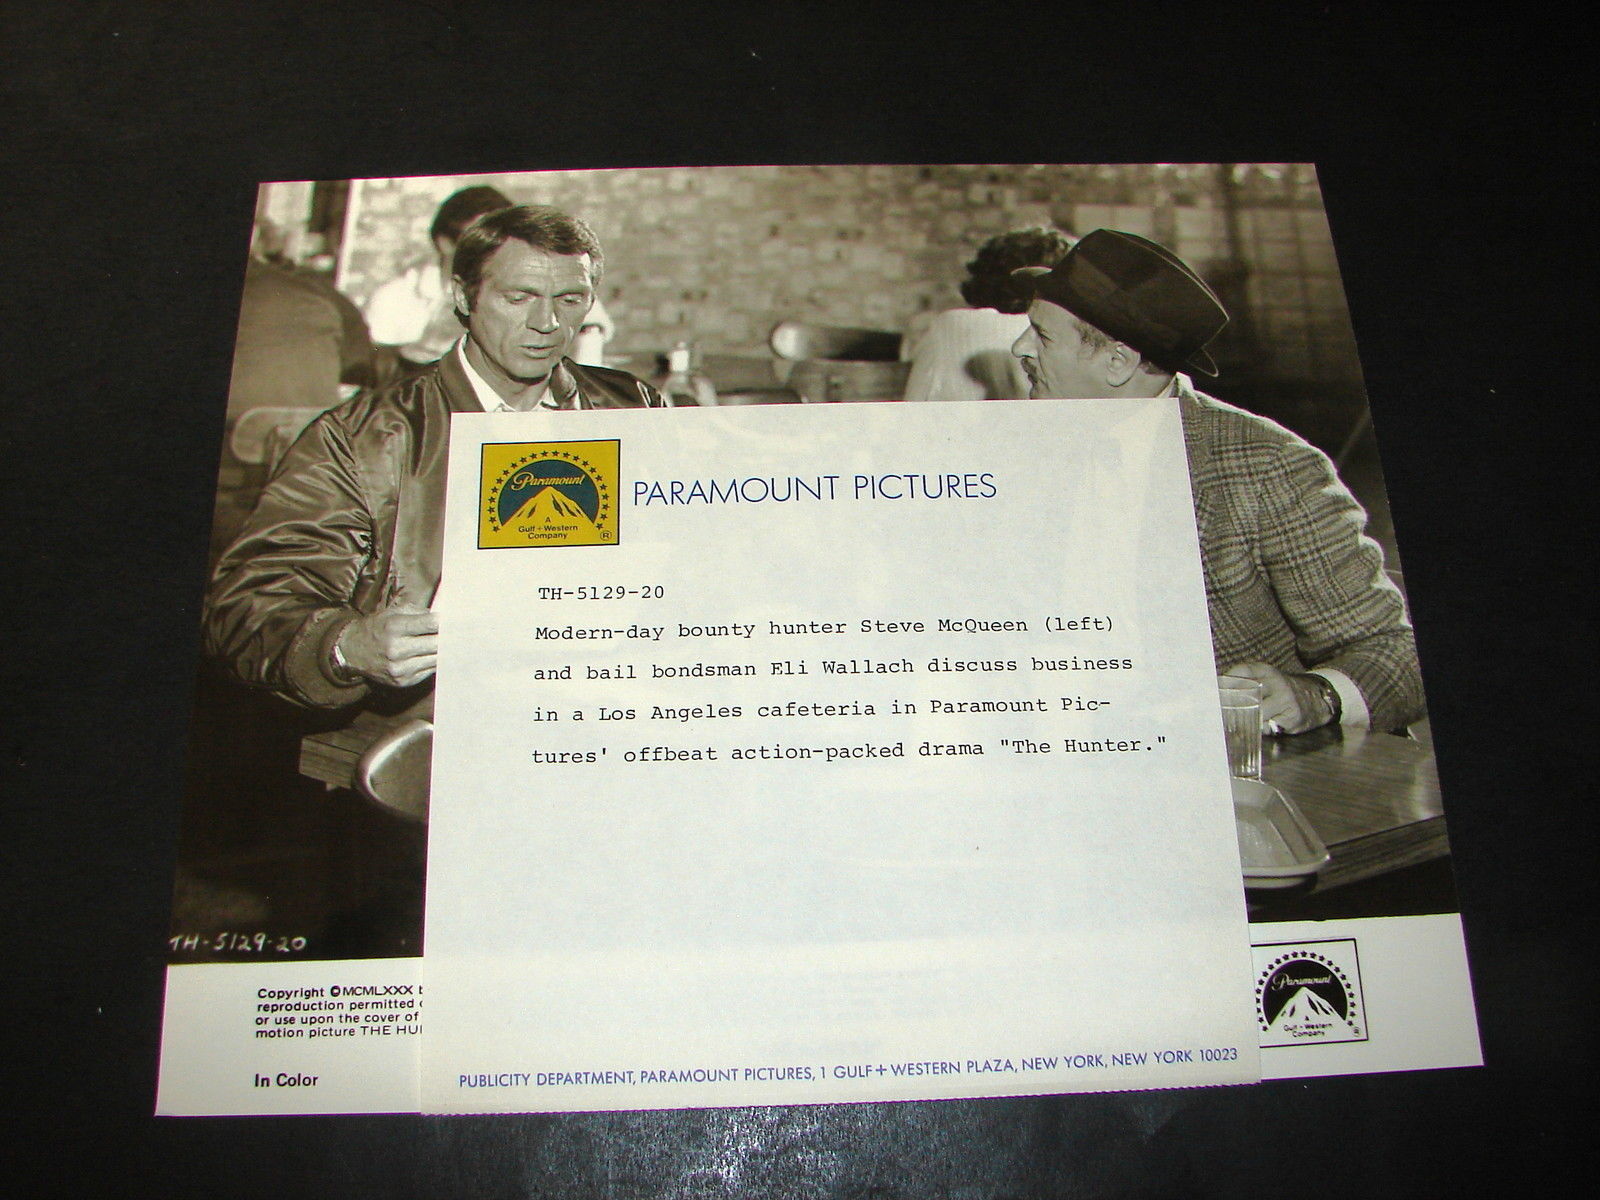 Paramount
A
Gulf + Western
Company
®
PARAMOUNT PICTURES
TH-5129-20
Modern-day bounty hunter Steve McQueen (left)
and bail bondsman Eli Wallach discuss business
in a Los Angeles cafeteria in Paramount Pic-
tures' offbeat action-packed drama "The Hunter."
PUBLICITY DEPARTMENT, PARAMOUNT PICTURES, 1 GULF+WESTERN PLAZA, NEW YORK, NEW YORK 10023
TH-5129-20
Copyright ©MCMLXXX
reproduction permitted
or use upon the cover of
motion picture THE
In Color
Paramount
A
Gulf + Western
Company
®